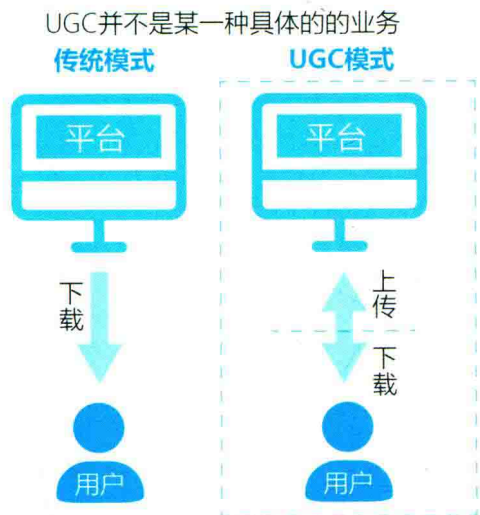 UGC并不是某一种具体的的业务
传统模式
UGC模式
平台
平台
下载
上传
下载
用户
用户